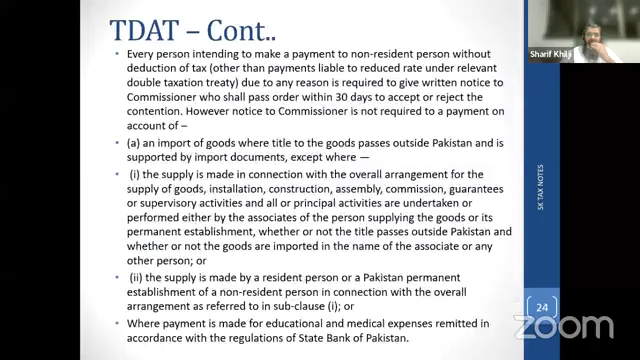 TDAT – Cont..
Every person intending to make a payment to non-resident person without
deduction of tax (other than payments liable to reduced rate under relevant
double taxation treaty) due to any reason is required to give written notice to
Commissioner who shall pass order within 30 days to accept or reject the
contention. However notice to Commissioner is not required to a payment on
account of –
(a) an import of goods where title to the goods passes outside Pakistan and is
supported by import documents, except where —
(i) the supply is made in connection with the overall arrangement for the
supply of goods, installation, construction, assembly, commission, guarantees
or supervisory activities and all or principal activities are undertaken or
performed either by the associates of the person supplying the goods or its
permanent establishment, whether or not the title passes outside Pakistan and
whether or not the goods are imported in the name of the associate or any
other person; or
(ii) the supply is made by a resident person or a Pakistan permanent
establishment of a non-resident person in connection with the overall
arrangement as referred to in sub-clause (i); or
Where payment is made for educational and medical expenses remitted in
accordance with the regulations of State Bank of Pakistan.
Sharif Khilji
SK TAX NOTES
24
zoom